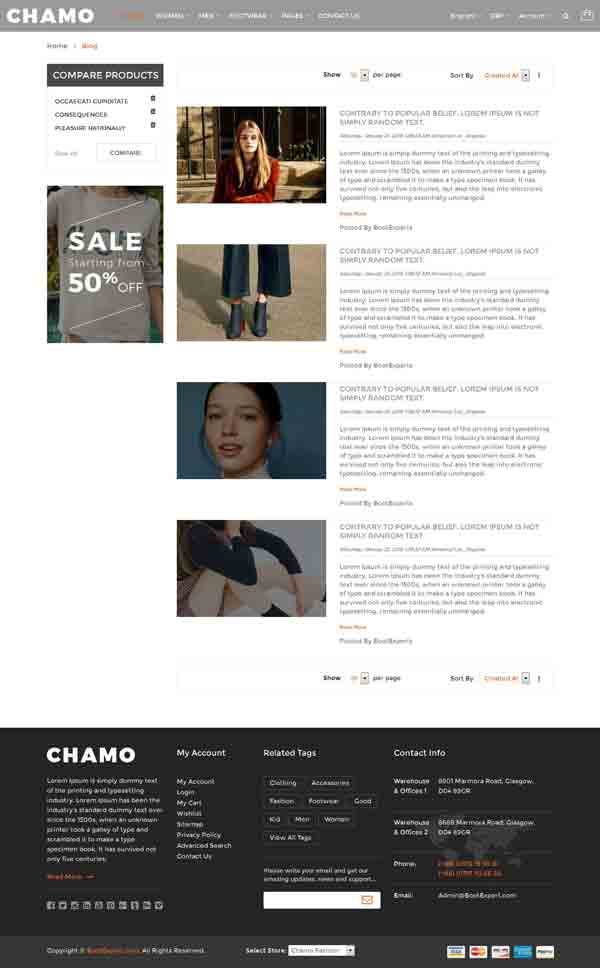 CHAMO
HOME WOMEN MEN FOOTWEAR PAGES CONTACT US English GBP Account
Home Blog
COMPARE PRODUCTS
OCCAECATI CUPIDITATE
CONSEQUENCES
PLEASURE RATIONALLY
Clear All
COMPARE
SALE
Starting from
50% OFF
Show 10 per page Sort By Created At
CONTRARY TO POPULAR BELIEF, LOREM IPSUM IS NOT
SIMPLY RANDOM TEXT.
Lorem Ipsum is simply dummy text of the printing and typesetting
industry. Lorem Ipsum has been the industry's standard dummy
text ever since the 1500s, when an unknown printer took a galley
of type and scrambled it to make a type specimen book. It has
survived not only five centuries, but also the leap into electronic
typesetting, remaining essentially unchanged.
Read More
Posted By BootExperts
CONTRARY TO POPULAR BELIEF, LOREM IPSUM IS NOT
SIMPLY RANDOM TEXT.
Lorem Ipsum is simply dummy text of the printing and typesetting
industry. Lorem Ipsum has been the industry's standard dummy
text ever since the 1500s, when an unknown printer took a galley
of type and scrambled it to make a type specimen book. It has
survived not only five centuries, but also the leap into electronic
typesetting, remaining essentially unchanged.
Read More
Posted By BootExperts
CONTRARY TO POPULAR BELIEF, LOREM IPSUM IS NOT
SIMPLY RANDOM TEXT.
Lorem Ipsum is simply dummy text of the printing and typesetting
industry. Lorem Ipsum has been the industry's standard dummy
text ever since the 1500s, when an unknown printer took a galley
of type and scrambled it to make a type specimen book. It has
survived not only five centuries, but also the leap into electronic
typesetting, remaining essentially unchanged.
Read More
Posted By BootExperts
CONTRARY TO POPULAR BELIEF, LOREM IPSUM IS NOT
SIMPLY RANDOM TEXT.
Lorem Ipsum is simply dummy text of the printing and typesetting
industry. Lorem Ipsum has been the industry's standard dummy
text ever since the 1500s, when an unknown printer took a galley
of type and scrambled it to make a type specimen book. It has
survived not only five centuries, but also the leap into electronic
typesetting, remaining essentially unchanged.
Read More
Posted By BootExperts
Show 10 per page Sort By Created At
CHAMO
Lorem Ipsum is simply dummy text
of the printing and typesetting
industry. Lorem Ipsum has been the
industry's standard dummy text ever
since the 1500s, when an unknown
printer took a galley of type and
scrambled it to make a type specimen
book. It has survived not
only five centuries.
Read More
My Account
My Account
Login
My Cart
Wishlist
Sitemap
Privacy Policy
Advanced Search
Contact Us
Related Tags
Clothing Accessories
Fashion Footwear Good
Kid Men Women
View All Tags
Please write your email and get our
amazing updates, news and support...
Contact Info
Warehouse & Offices 1
8901 Marmora Road, Glasgow,
D04 89GR
Warehouse & Offices 2
Marmora Road, Glasgow,
D04 89GR
Phone:
Email: Admin@BootExpert.com
Copyright © BootExperts. All Rights Reserved.
Select Store: Chamo Fashion
VISA
PayPal